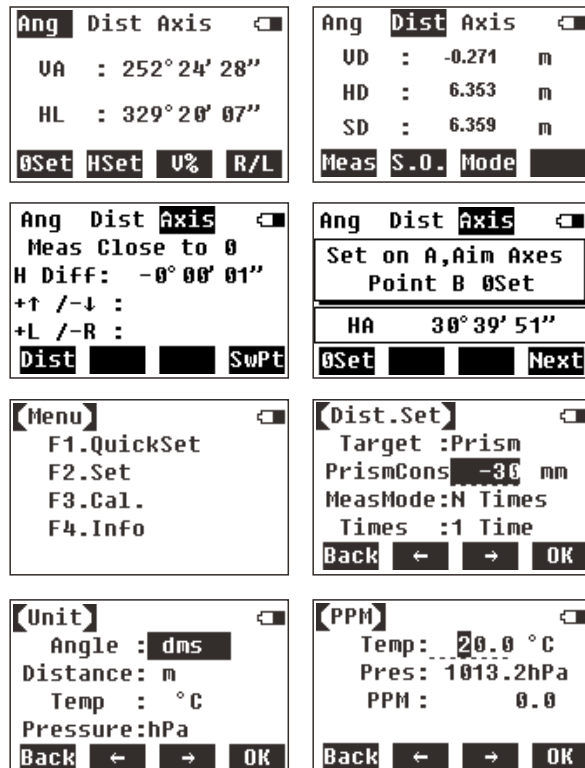 Ang Dist Axis
VA : 252°24'28"
HL : 329°20'07"
0Set HSet V% R/L
Ang Dist Axis
VD : -0.271 m
HD : 6.353 m
SD : 6.359 m
Meas S.O. Mode
Ang Dist Axis
Meas Close to 0
H Diff: -0°00'01"
+↑ /-↓ :
+L /-R :
Dist SwPt
Ang Dist Axis
Set on A,Aim Axes
Point B 0Set
HA 30°39'51"
0Set Next
【Menu】
F1.QuickSet
F2.Set
F3.Cal.
F4.Info
【Dist.Set】
Target :Prism
PrismCons -30 mm
MeasMode:N Times
Times :1 Time
Back ← → OK
【Unit】
Angle : dms
Distance: m
Temp : °C
Pressure:hPa
Back ← → OK
【PPM】
Temp: 20.0 °C
Pres: 1013.2hPa
PPM : 0.0
Back ← → OK